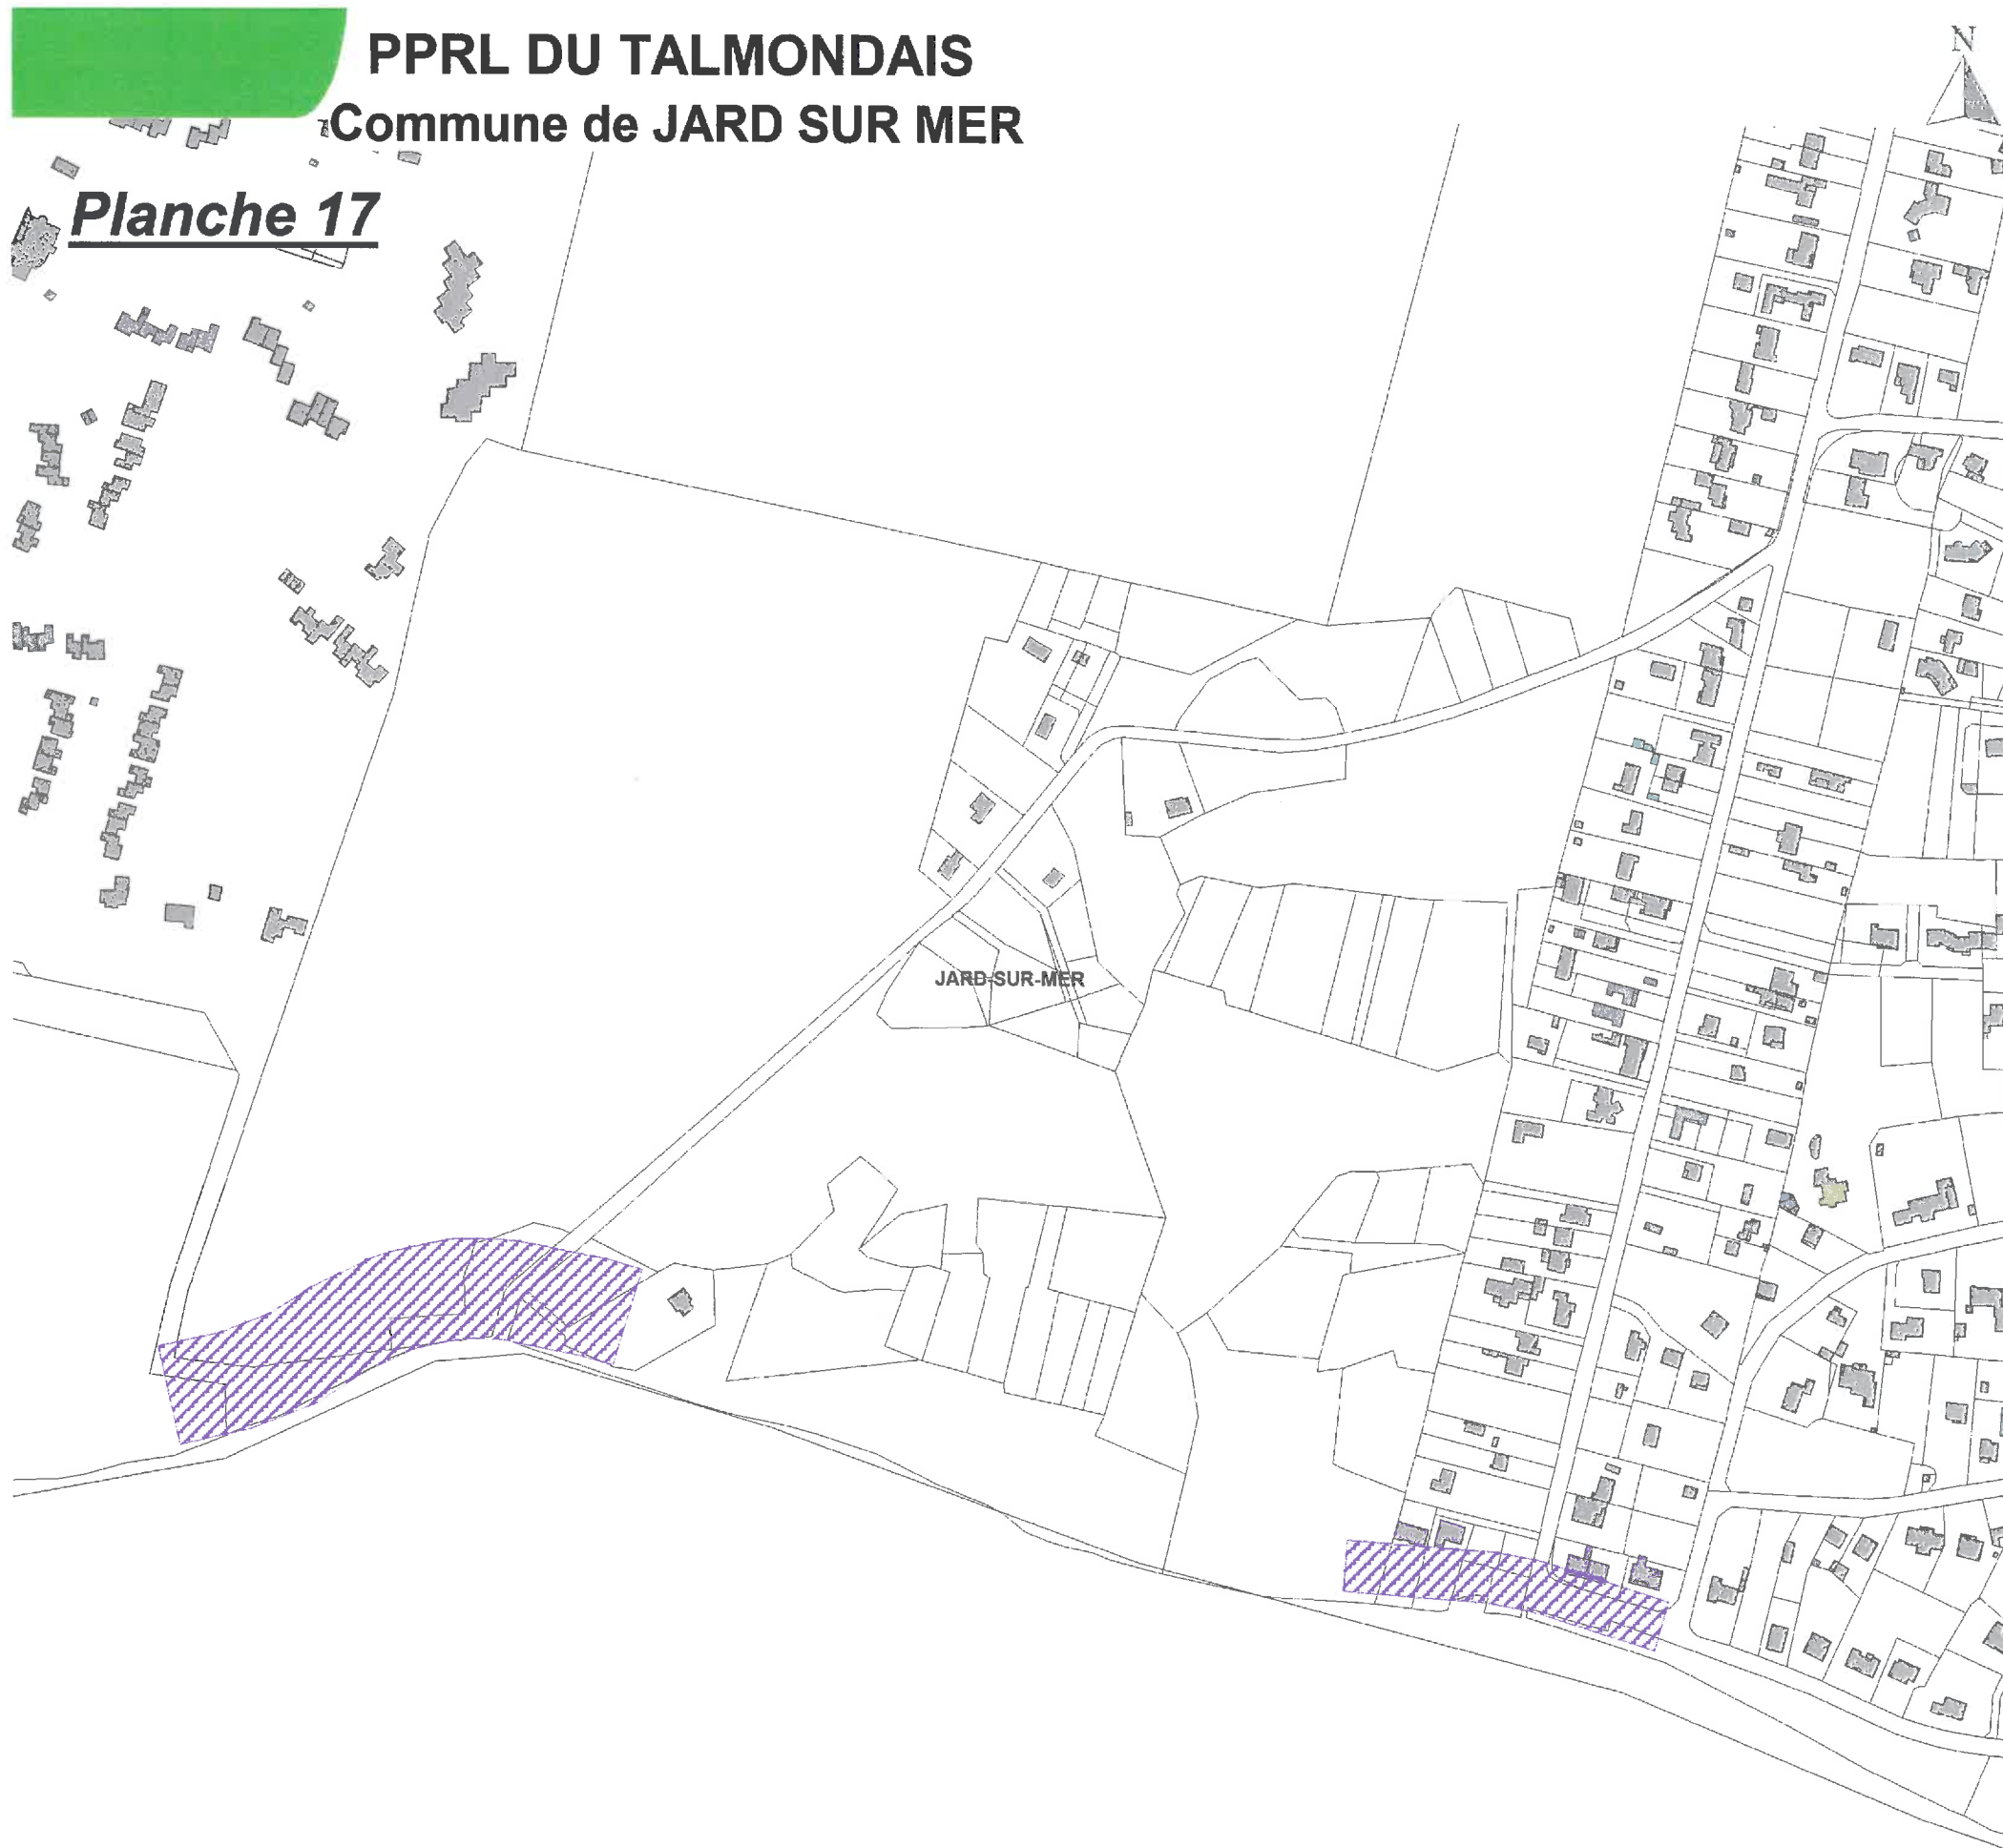 PPRL DU TALMONDAIS
Commune de JARD SUR MER
N
Planche 17
JARD-SUR-MER